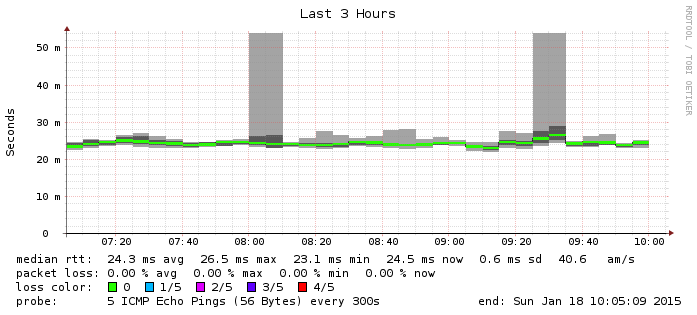 Last 3 Hours
RRDTOOL / TOBI OETIKER
Seconds
50 m
40 m
30 m
20 m
10 m
0
07:20 07:40 08:00 08:20 08:40 09:00 09:20 09:40 10:00
median rtt: 24.3 ms avg 26.5 ms max 23.1 ms min 24.5 ms now 0.6 ms sd 40.6 am/s
packet loss: 0.00 % avg 0.00 % max 0.00 % min 0.00 % now
loss color: 0 1/5 2/5 3/5 4/5
probe: 5 ICMP Echo Pings (56 Bytes) every 300s end: Sun Jan 18 10:05:09 2015